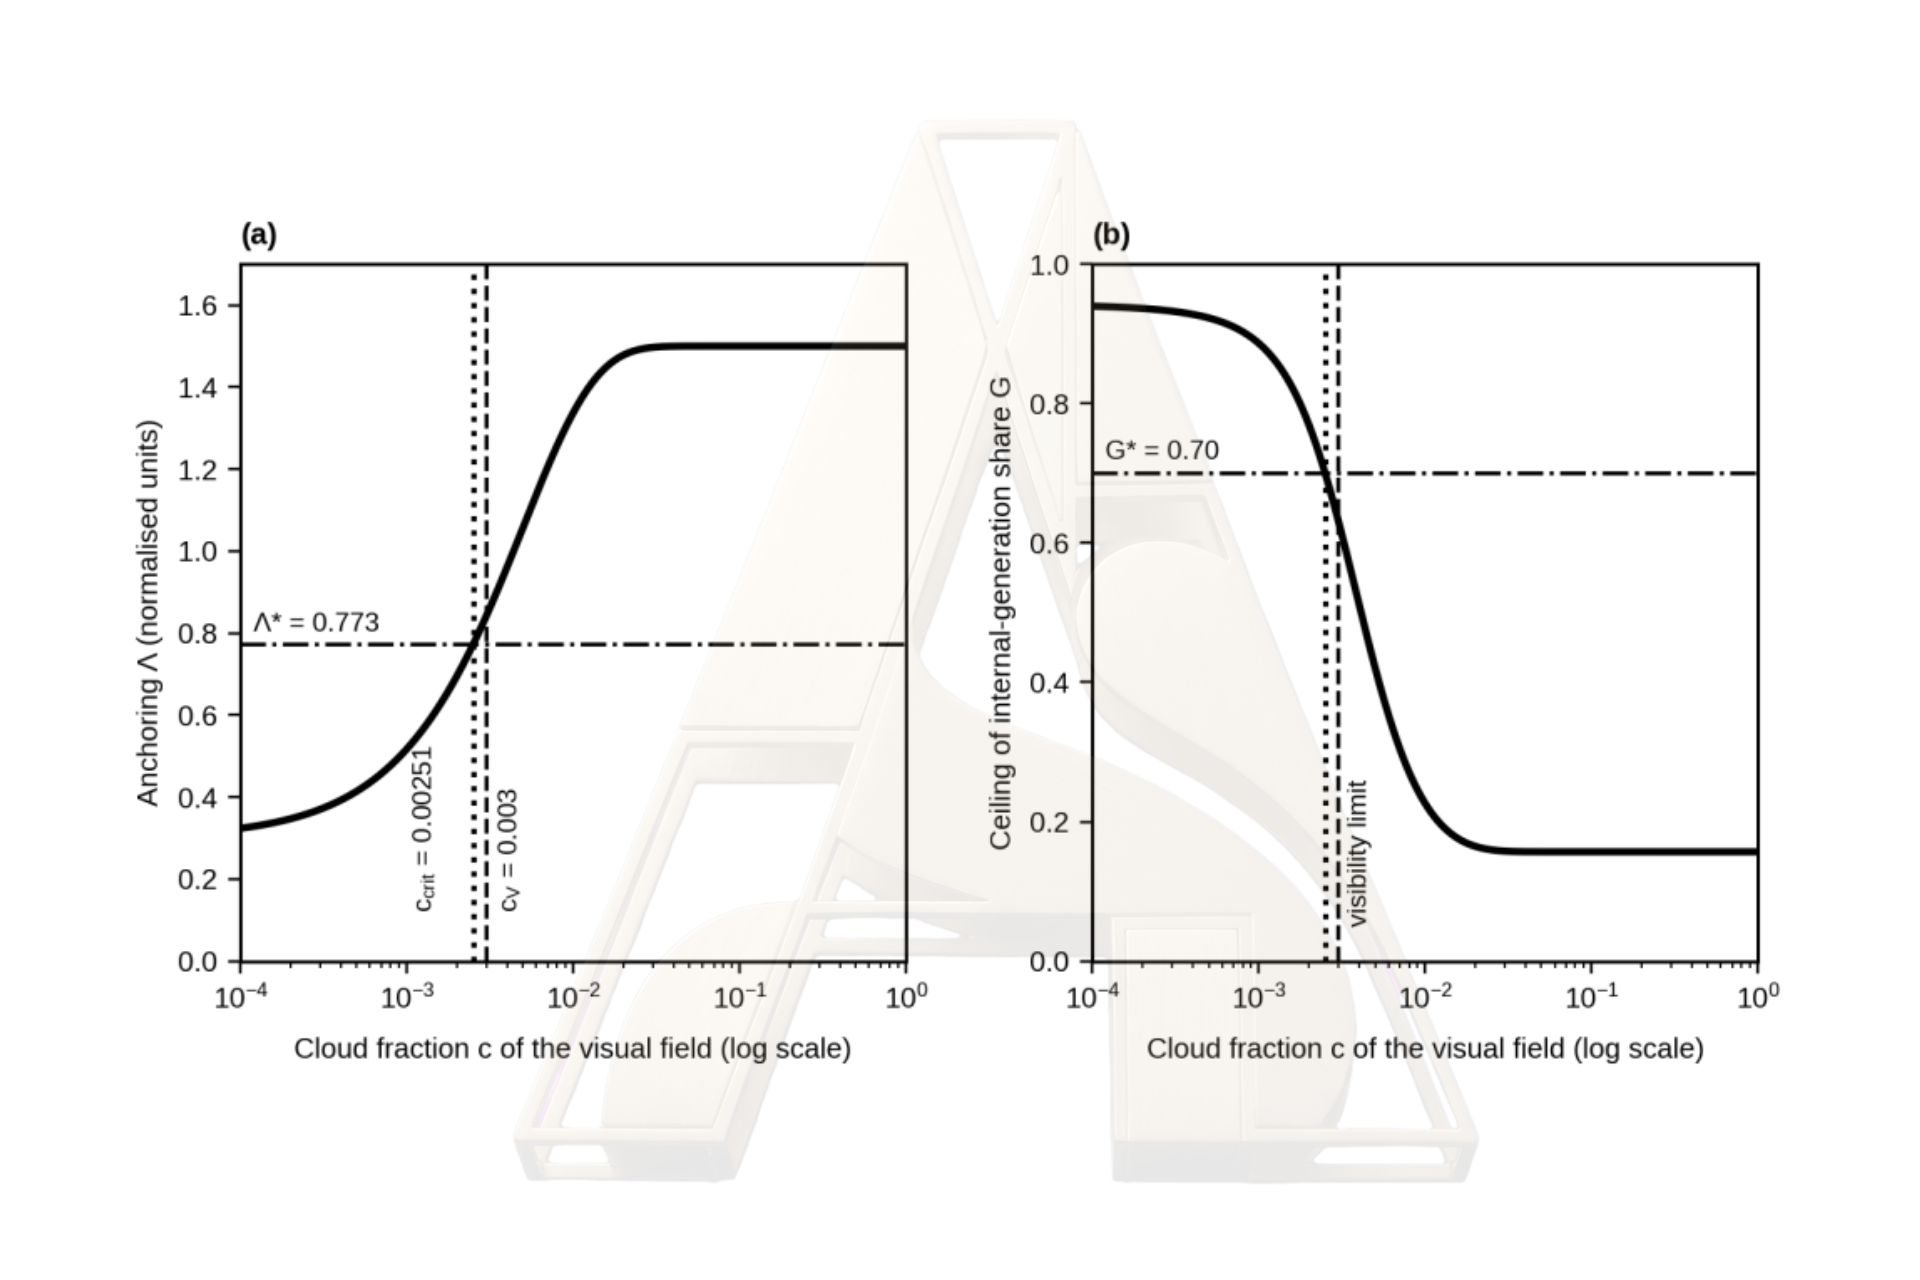 (a)
1.6
1.4
1.2
1.0
0.8
0.6
0.4
0.2
0.0
Anchoring Λ (normalised units)
Λ* = 0.773
c_crit = 0.00251
c_V = 0.003
10⁻⁴ 10⁻³ 10⁻² 10⁻¹ 10⁰
Cloud fraction c of the visual field (log scale)
(b)
1.0
0.8
0.6
0.4
0.2
0.0
Ceiling of internal-generation share G
G* = 0.70
visibility limit
10⁻⁴ 10⁻³ 10⁻² 10⁻¹ 10⁰
Cloud fraction c of the visual field (log scale)